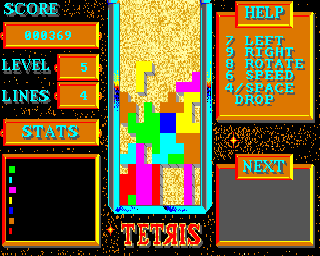 SCORE
000369
LEVEL 5
LINES 4
STATS
HELP
7 LEFT
9 RIGHT
8 ROTATE
6 SPEED
4/SPACE
DROP
NEXT
TETRIS